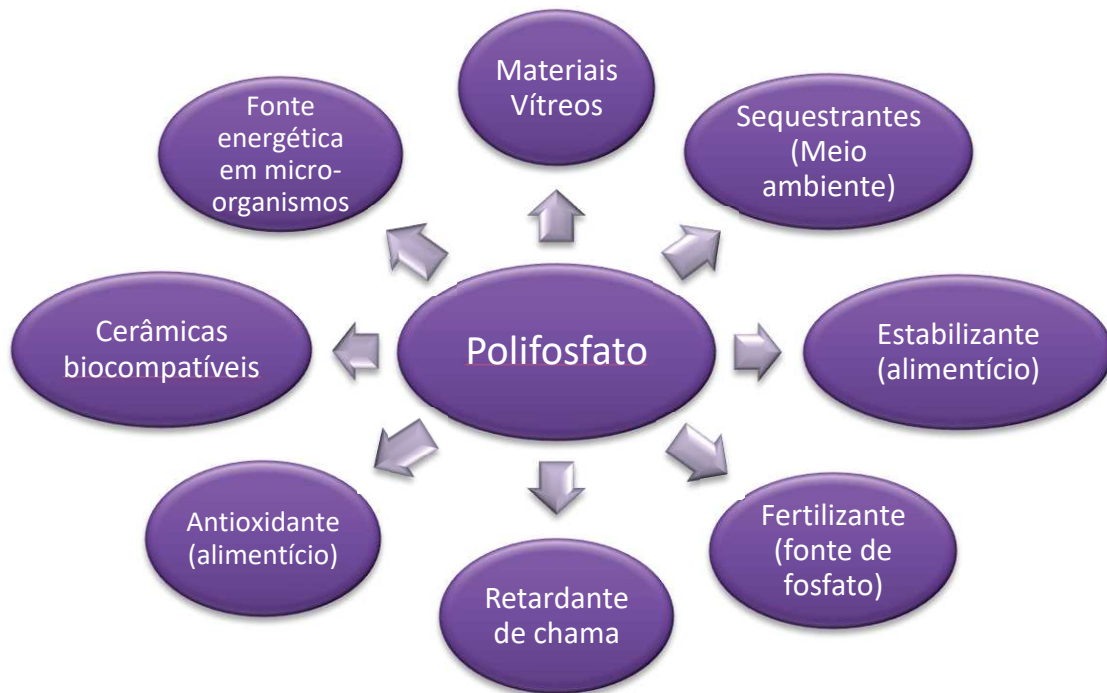 Materiais
Vítreos
Sequestrantes
(Meio
ambiente)
Estabilizante
(alimentício)
Fertilizante
(fonte de
fosfato)
Retardante
de chama
Antioxidante
(alimentício)
Cerâmicas
biocompatíveis
Fonte
energética
em micro-
organismos
Polifosfato